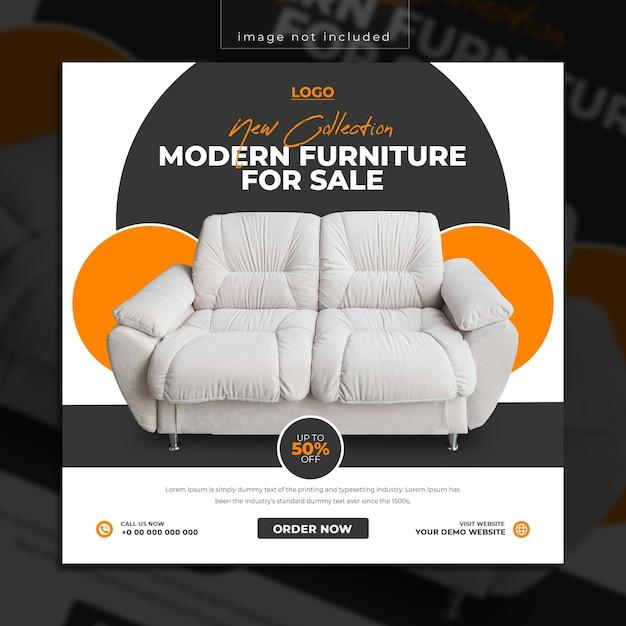 image not included
LOGO
New Collection
MODERN FURNITURE
FOR SALE
UP TO
50%
OFF
Lorem Ipsum is simply dummy text of the printing and typesetting industry. Lorem Ipsum
has been the industry's standard dummy text ever since the 1500s,
CALL US NOW
+0 00 000 000 000
ORDER NOW
VISIT WEBSITE
YOUR DEMO WEBSITE